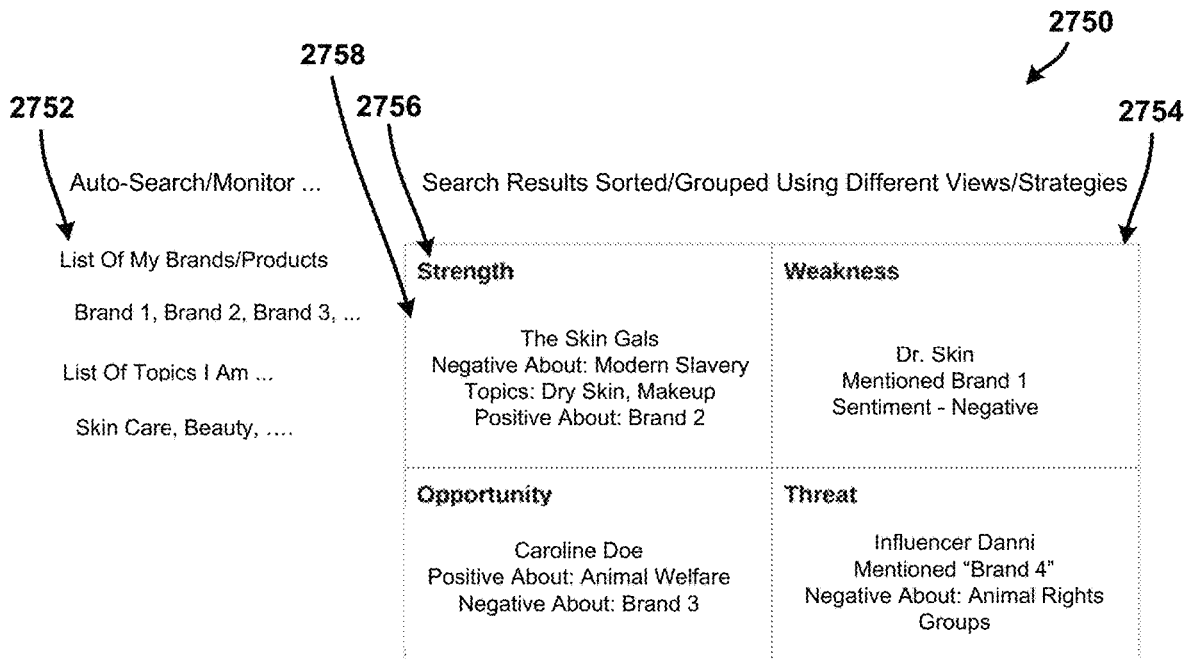 2750
2758
2756
2752
2754
Auto-Search/Monitor ...
Search Results Sorted/Grouped Using Different Views/Strategies
List Of My Brands/Products
Brand 1, Brand 2, Brand 3, ...
List Of Topics I Am ...
Skin Care, Beauty, ....
Strength
The Skin Gals
Negative About: Modern Slavery
Topics: Dry Skin, Makeup
Positive About: Brand 2
Weakness
Dr. Skin
Mentioned Brand 1
Sentiment - Negative
Opportunity
Caroline Doe
Positive About: Animal Welfare
Negative About: Brand 3
Threat
Influencer Danni
Mentioned “Brand 4”
Negative About: Animal Rights
Groups